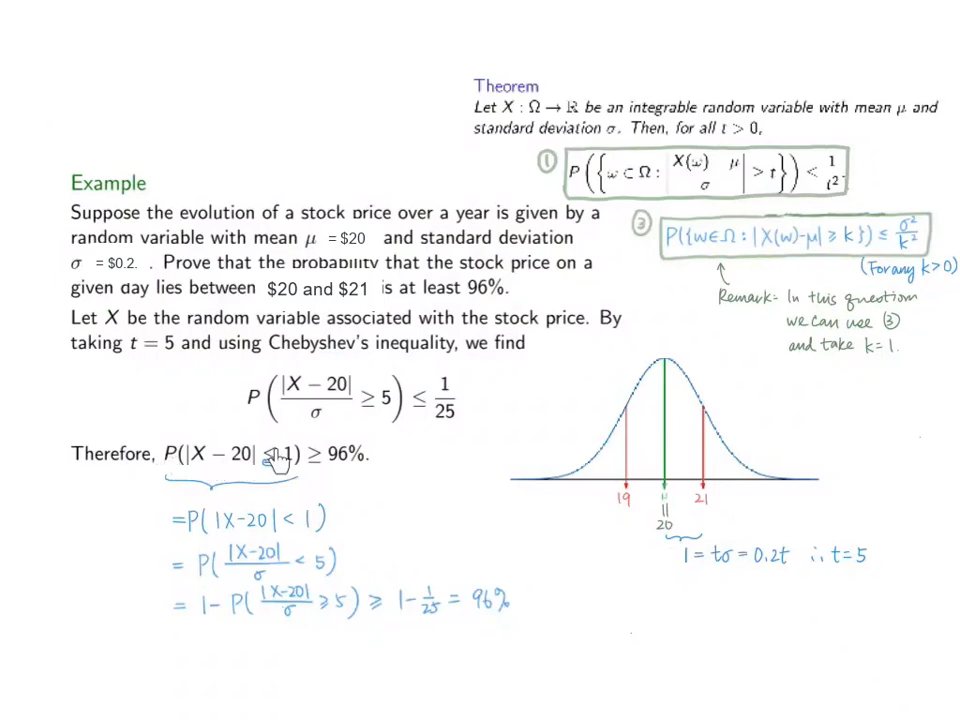 Theorem
Let X : Ω → ℝ be an integrable random variable with mean μ and
standard deviation σ. Then, for all t > 0,
① P({w ⊂ Ω : X(w) μ / σ | > t}) < 1/t².
Example
Suppose the evolution of a stock price over a year is given by a
random variable with mean μ = $20 and standard deviation
σ = $0.2. . Prove that the probability that the stock price on a
given day lies between $20 and $21 is at least 96%.
③ P({w∈Ω : |X(w)-μ| ≥ k}) ≤ σ²/k²
(For any k>0)
Remark: In this question
we can use ③
and take k=1.
Let X be the random variable associated with the stock price. By
taking t = 5 and using Chebyshev's inequality, we find
P(|X − 20|/σ ≥ 5) ≤ 1/25
Therefore, P(|X − 20| < 1) ≥ 96%.
= P(|X-20| < 1)
= P(|X-20|/σ < 5)
= 1 - P(|X-20|/σ ≥ 5) ≥ 1 - 1/25 = 96%
19 μ 21
||
20
1 = tσ = 0.2t ∴ t = 5